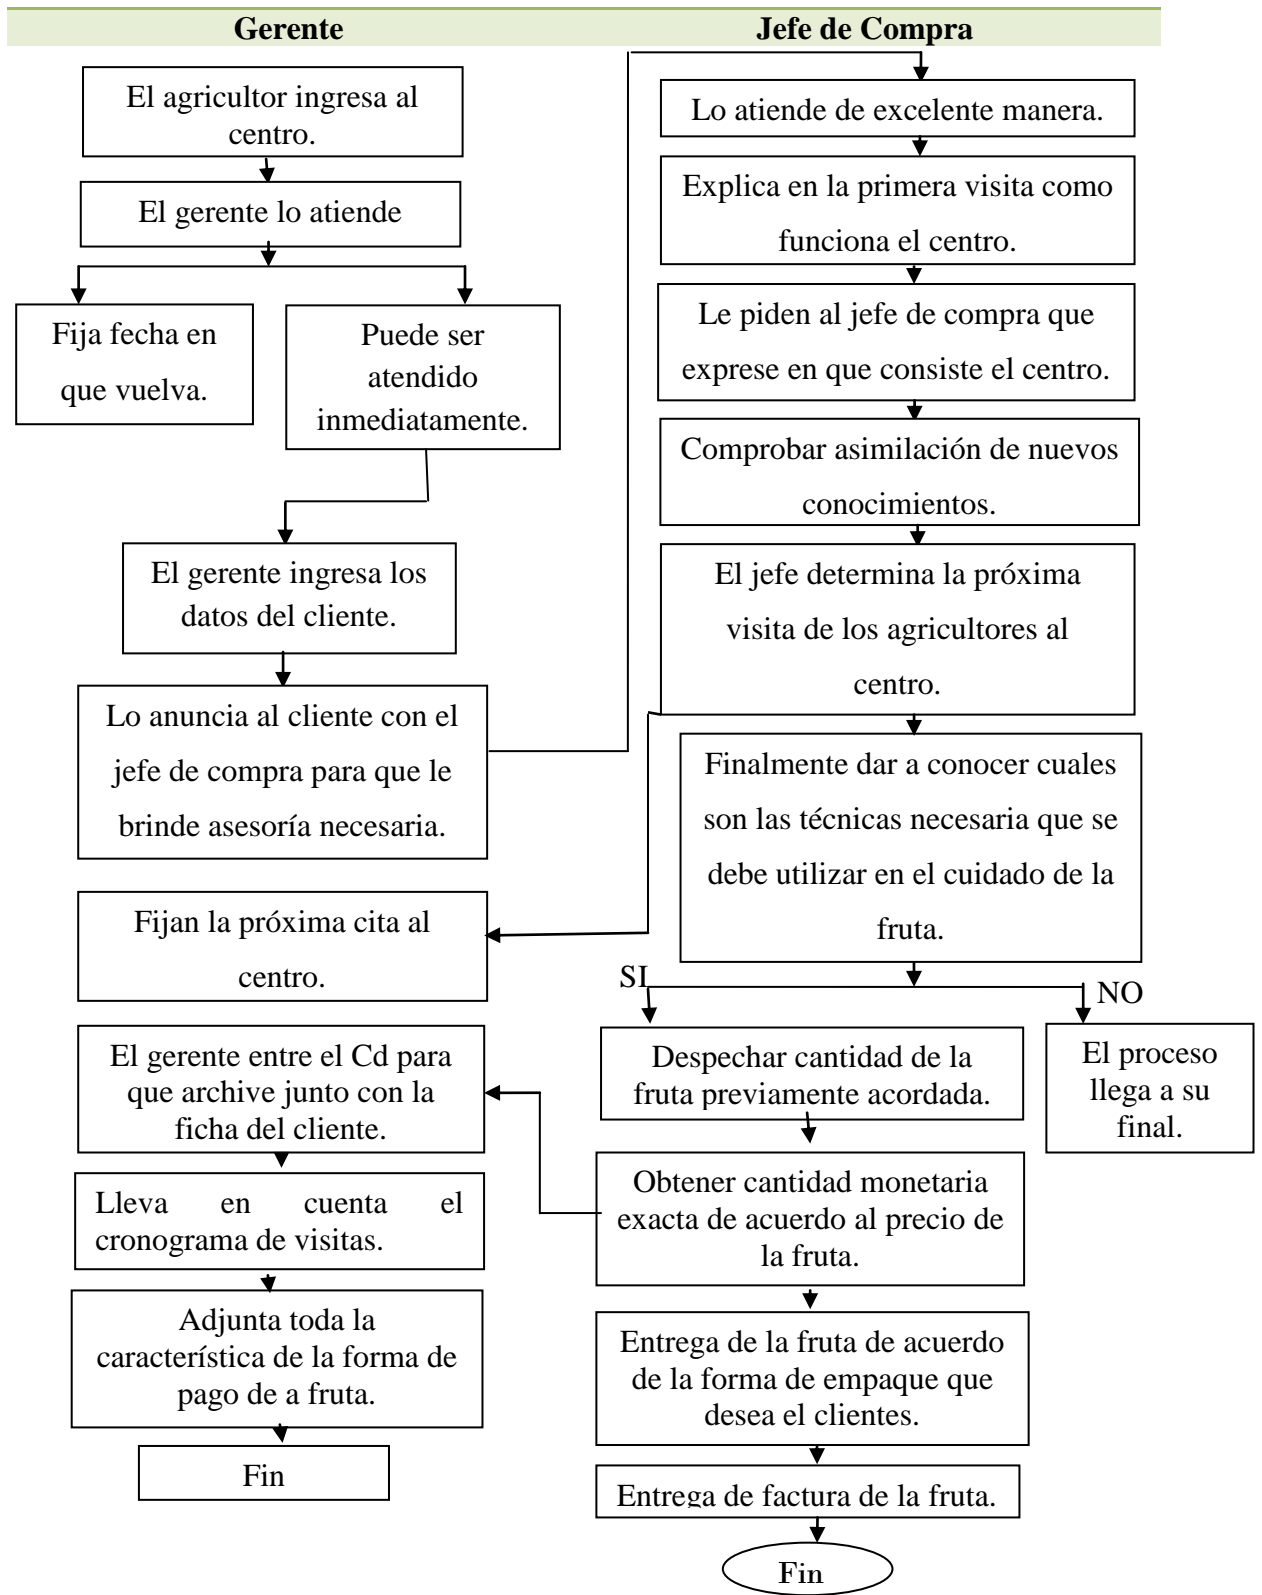 Gerente
Jefe de Compra
El agricultor ingresa al
centro.
El gerente lo atiende
Fija fecha en
que vuelva.
Puede ser
atendido
inmediatamente.
El gerente ingresa los
datos del cliente.
Lo anuncia al cliente con el
jefe de compra para que le
brinde asesoría necesaria.
Fijan la próxima cita al
centro.
El gerente entre el Cd para
que archive junto con la
ficha del cliente.
Lleva en cuenta el
cronograma de visitas.
Adjunta toda la
característica de la forma de
pago de a fruta.
Fin
Lo atiende de excelente manera.
Explica en la primera visita como
funciona el centro.
Le piden al jefe de compra que
exprese en que consiste el centro.
Comprobar asimilación de nuevos
conocimientos.
El jefe determina la próxima
visita de los agricultores al
centro.
Finalmente dar a conocer cuales
son las técnicas necesaria que se
debe utilizar en el cuidado de la
fruta.
SI
NO
Despechar cantidad de la
fruta previamente acordada.
El proceso
llega a su
final.
Obtener cantidad monetaria
exacta de acuerdo al precio de
la fruta.
Entrega de la fruta de acuerdo
de la forma de empaque que
desea el clientes.
Entrega de factura de la fruta.
Fin